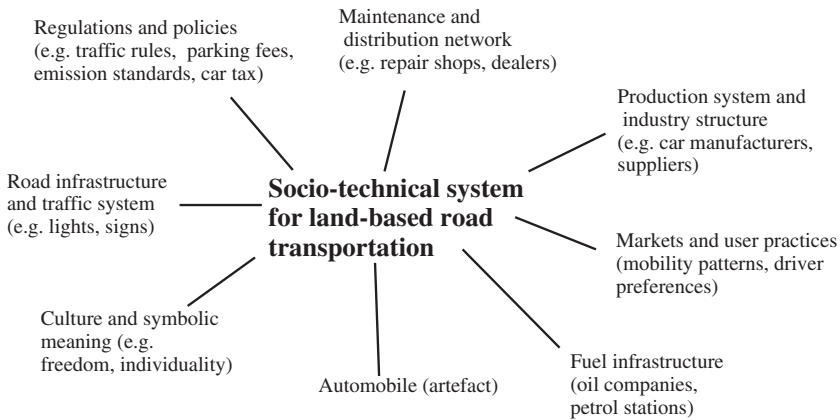 Regulations and policies
(e.g. traffic rules, parking fees,
emission standards, car tax)
Maintenance and
distribution network
(e.g. repair shops, dealers)
Production system and
industry structure
(e.g. car manufacturers,
suppliers)
Road infrastructure
and traffic system
(e.g. lights, signs)
Socio-technical system
for land-based road
transportation
Markets and user practices
(mobility patterns, driver
preferences)
Culture and symbolic
meaning (e.g.
freedom, individuality)
Automobile (artefact)
Fuel infrastructure
(oil companies,
petrol stations)